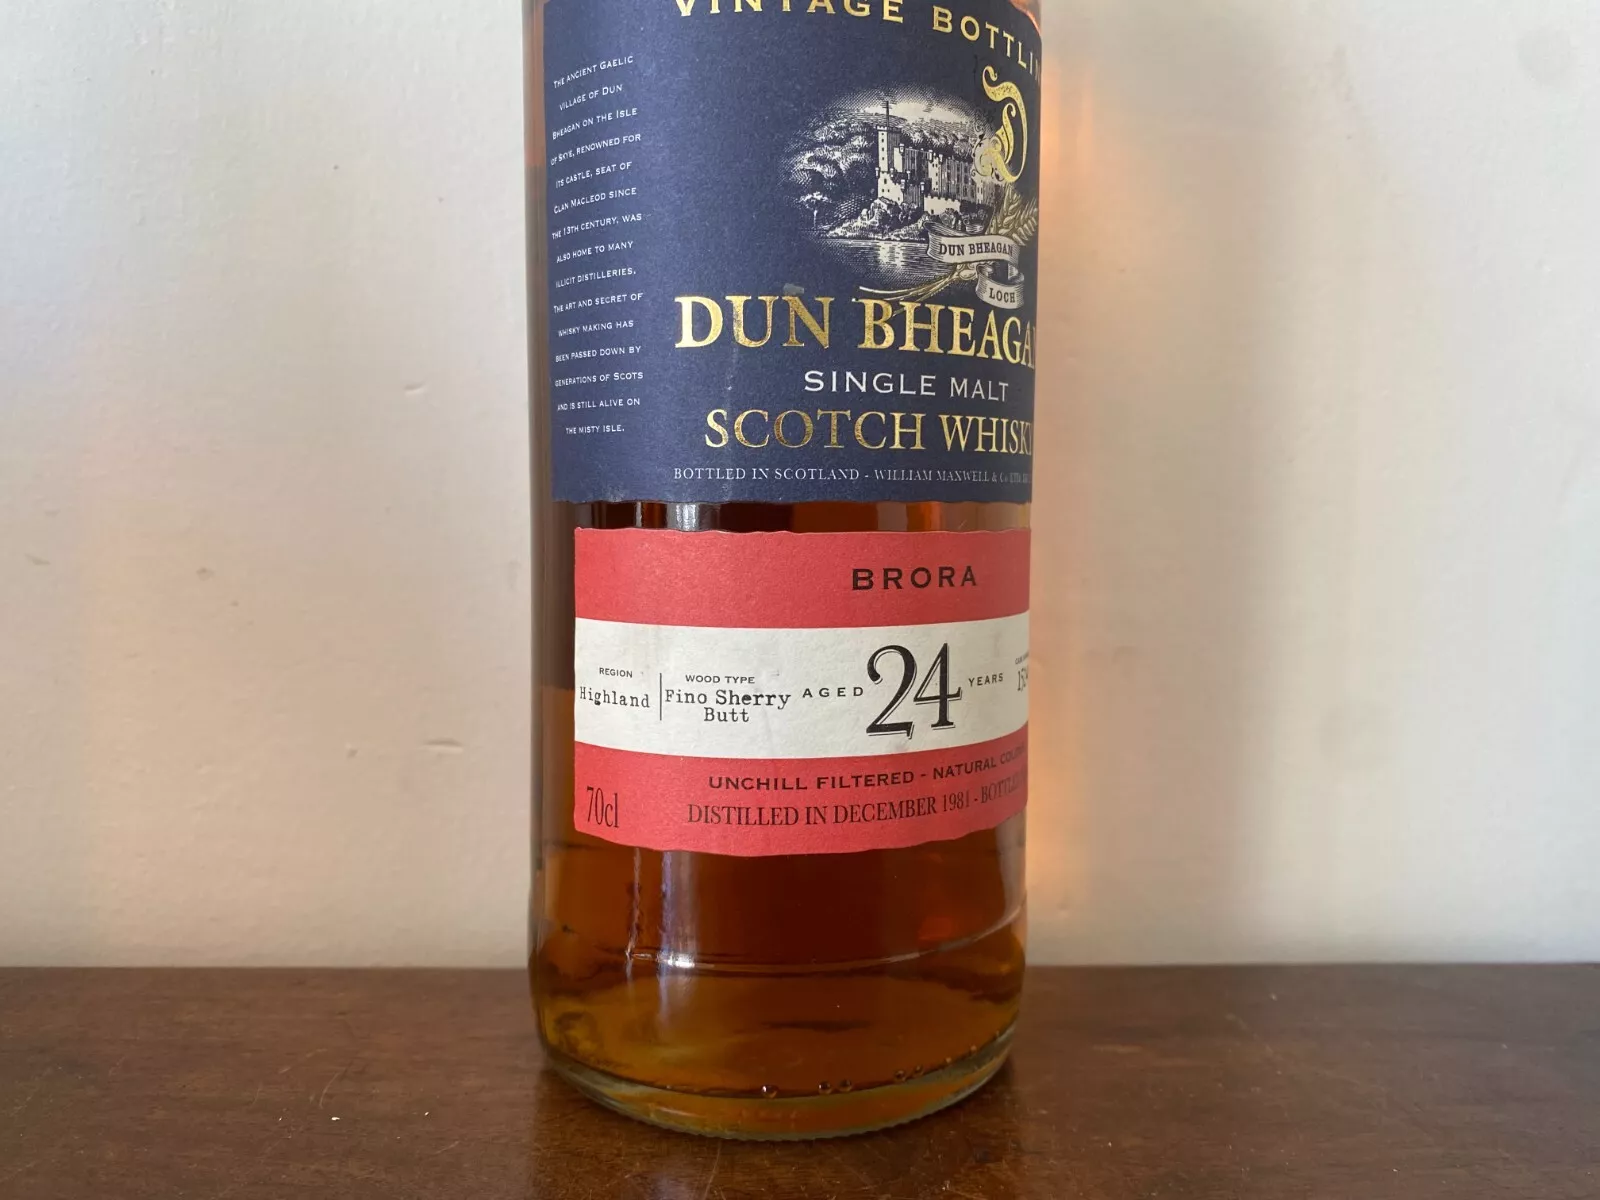 VINTAGE
THE ANCIENT GAELIC
VILLAGE OF DUN
BHEAGAN ON THE ISLE
OF SKYE, RENOWNED FOR
ITS CASTLE, SEAT OF
CLAN MACLEOD SINCE
THE 13TH CENTURY, WAS
ALSO HOME TO MANY
ILLICIT DISTILLERIES.
THE ART AND SECRET OF
WHISKY MAKING HAS
BEEN PASSED DOWN BY
GENERATIONS OF SCOTS
AND IS STILL ALIVE ON
THE MISTY ISLE.
D
DUN BHEAGAN
LOCH
DUN BHEAGA
SINGLE MALT
SCOTCH WHISK
BOTTLED IN SCOTLAND - WILLIAM MAXWELL & Co
BRORA
REGION
Highland
WOOD TYPE
Fino Sherry
Butt
AGED 24 YEARS
UNCHILL FILTERED - NATURAL
DISTILLED IN DECEMBER 1981 -
70cl